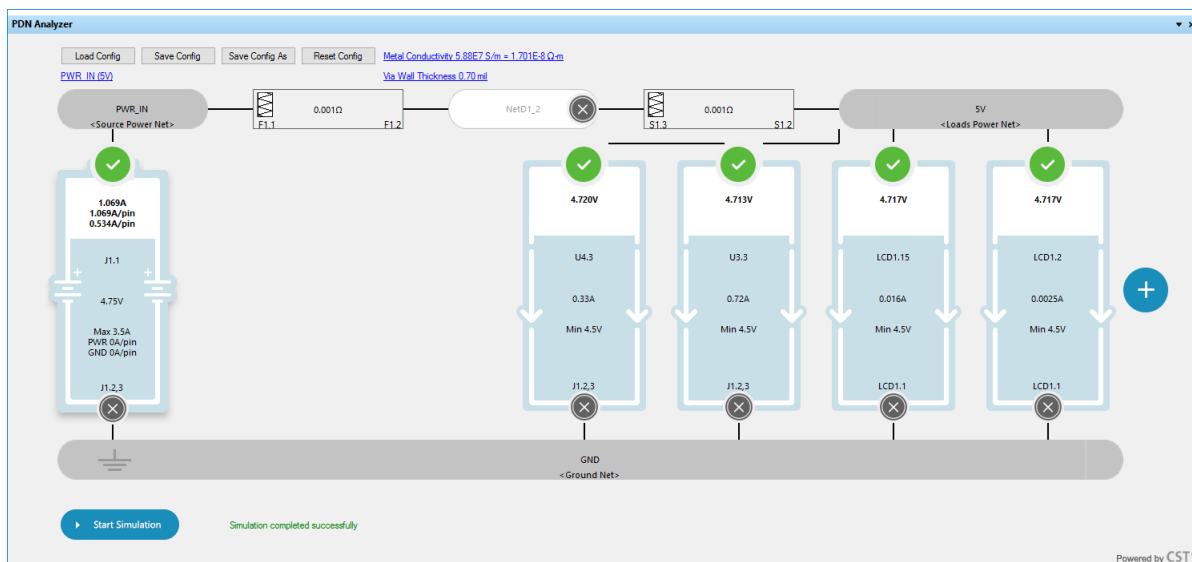 PDN Analyzer
Load Config Save Config Save Config As Reset Config Metal Conductivity 5.88E7 S/m = 1.701E-8 Ω-m
PWR_IN (5V) Via Wall Thickness 0.70 mil
PWR_IN
<Source Power Net>
0.001Ω
F1.1 F1.2
NetD1_2
0.001Ω
S1.3 S1.2
5V
<Loads Power Net>
1.069A
1.069A/pin
0.534A/pin
J1.1
4.75V
Max 3.5A
PWR 0A/pin
GND 0A/pin
J1.2,3
4.720V
U4.3
0.33A
Min 4.5V
J1.2,3
4.713V
U3.3
0.72A
Min 4.5V
J1.2,3
4.717V
LCD1.15
0.016A
Min 4.5V
LCD1.1
4.717V
LCD1.2
0.0025A
Min 4.5V
LCD1.1
GND
<Ground Net>
Start Simulation Simulation completed successfully
Powered by CST